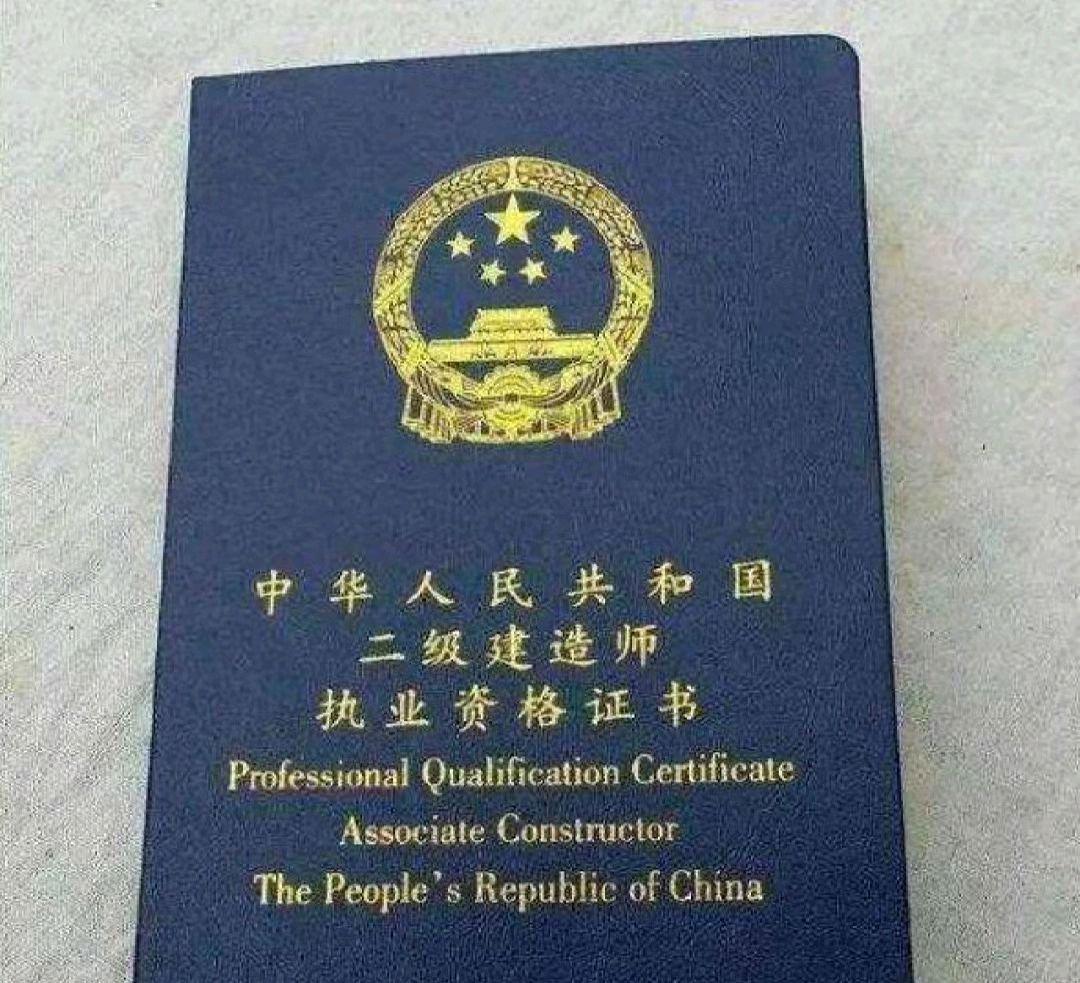 中华人民共和国
二级建造师
执业资格证书
Professional Qualification Certificate
Associate Constructor
The People's Republic of China